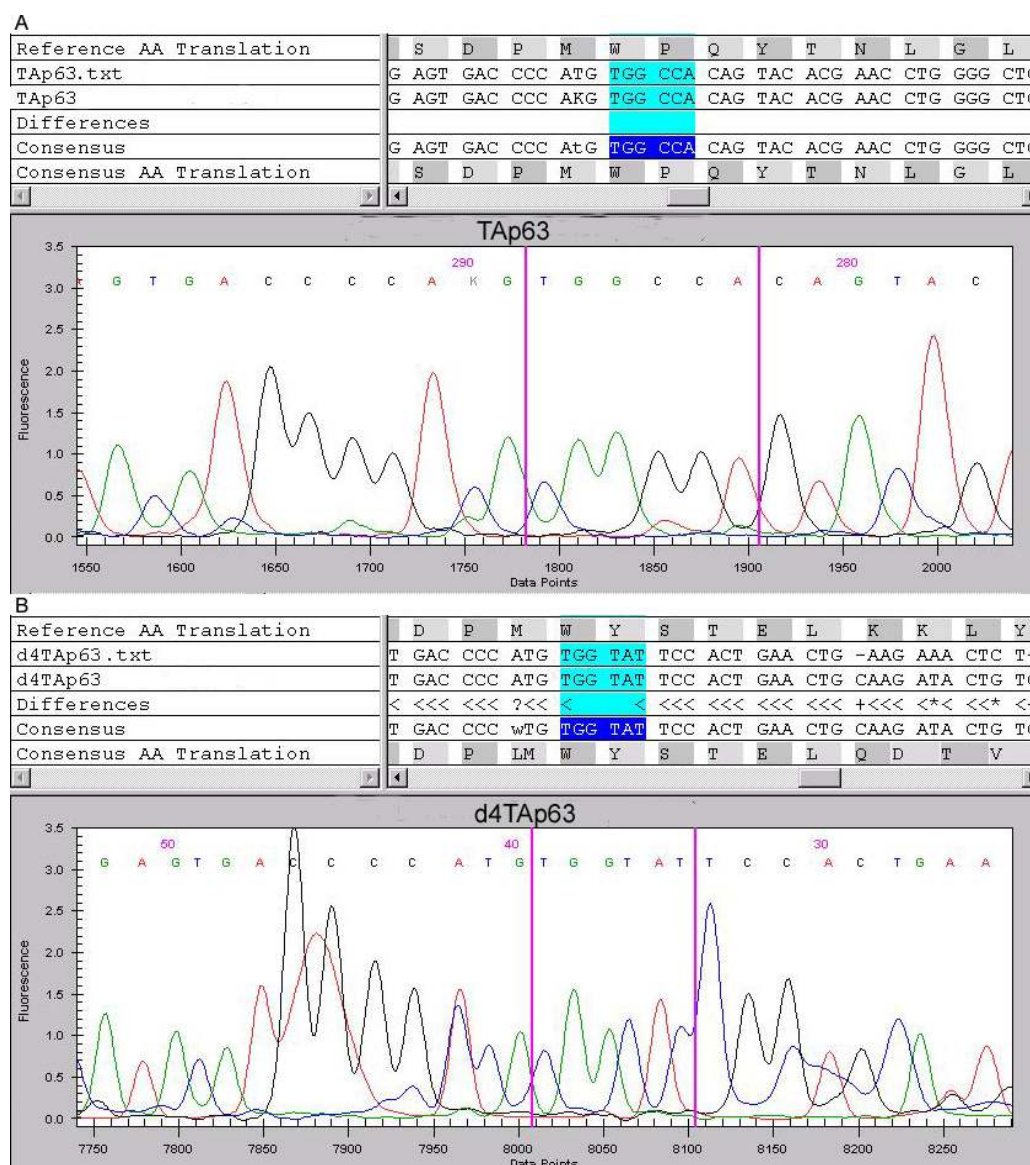 A
Reference AA Translation S D P M W P Q Y T N L G L
TAp63.txt G AGT GAC CCC ATG TGG CCA CAG TAC ACG AAC CTG GGG CTG
TAp63 G AGT GAC CCC AKG TGG CCA CAG TAC ACG AAC CTG GGG CTG
Differences
Consensus G AGT GAC CCC AtG TGG CCA CAG TAC ACG AAC CTG GGG CTG
Consensus AA Translation S D P M W P Q Y T N L G L
TAp63
3.5
290 280
3.0 A G T G A C C C C A K G T G G C C A C A G T A C
2.5
2.0
Fluorescence
1.5
1.0
0.5
0.0
1550 1600 1650 1700 1750 1800 1850 1900 1950 2000
Data Points
B
Reference AA Translation D P M W Y S T E L K K L Y
d4TAp63.txt T GAC CCC ATG TGG TAT TCC ACT GAA CTG -AAG AAA CTC T-
d4TAp63 T GAC CCC ATG TGG TAT TCC ACT GAA CTG CAAG ATA CTG TG
Differences < <<< <<< ?<< < < <<< <<< <<< <<< +<<< <*< <<* <-
Consensus T GAC CCC wTG TGG TAT TCC ACT GAA CTG CAAG ATA CTG TG
Consensus AA Translation D P LM W Y S T E L Q D T V
d4TAp63
3.5
50 40 30
3.0 G A G T G A C C C C A T G T G G T A T T C C A C T G A A
2.5
2.0
Fluorescence
1.5
1.0
0.5
0.0
7750 7800 7850 7900 7950 8000 8050 8100 8150 8200 8250
Data Points